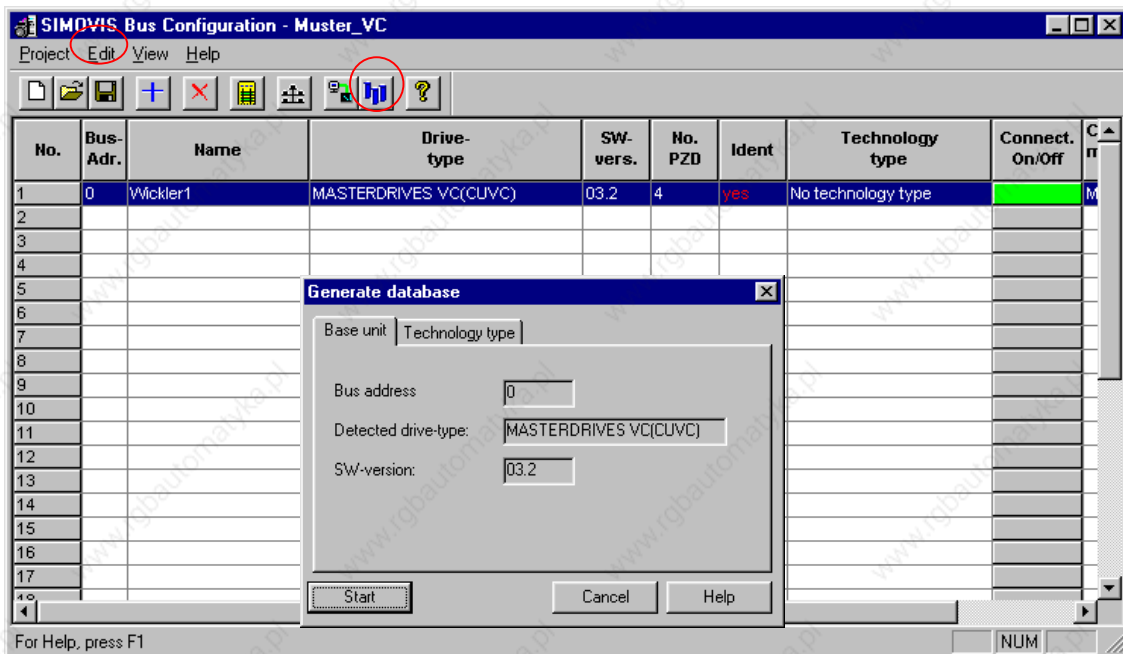 SIMOVIS Bus Configuration - Muster_VC
Project Edit View Help
No. Bus-Adr. Name Drive-type SW-vers. No. PZD Ident Technology type Connect. On/Off
1 0 Wickler1 MASTERDRIVES VC(CUVC) 03.2 4 yes No technology type M
2
3
4
5
6
7
8
9
10
11
12
13
14
15
16
17
Generate database
Base unit Technology type
Bus address 0
Detected drive-type: MASTERDRIVES VC(CUVC)
SW-version: 03.2
Start Cancel Help
For Help, press F1 NUM
www.rgbautomatyka.pl